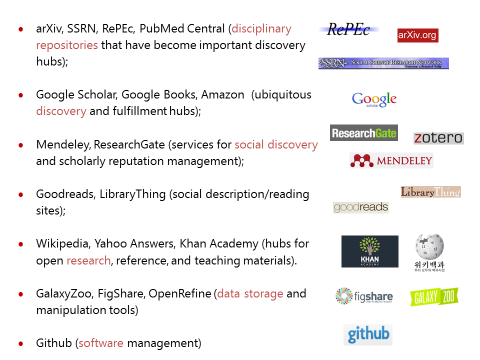 arXiv, SSRN, RePEc, PubMed Central (disciplinary
repositories that have become important discovery
hubs);
Google Scholar, Google Books, Amazon (ubiquitous
discovery and fulfillment hubs);
Mendeley, ResearchGate (services for social discovery
and scholarly reputation management);
Goodreads, LibraryThing (social description/reading
sites);
Wikipedia, Yahoo Answers, Khan Academy (hubs for
open research, reference, and teaching materials).
GalaxyZoo, FigShare, OpenRefine (data storage and
manipulation tools)
Github (software management)
RePEc
arXiv.org
SSRN
Google
ResearchGate
zotero
MENDELEY
LibraryThing
goodreads
KHAN
ACADEMY
위키백과
figshare
GALAXY ZOO
github